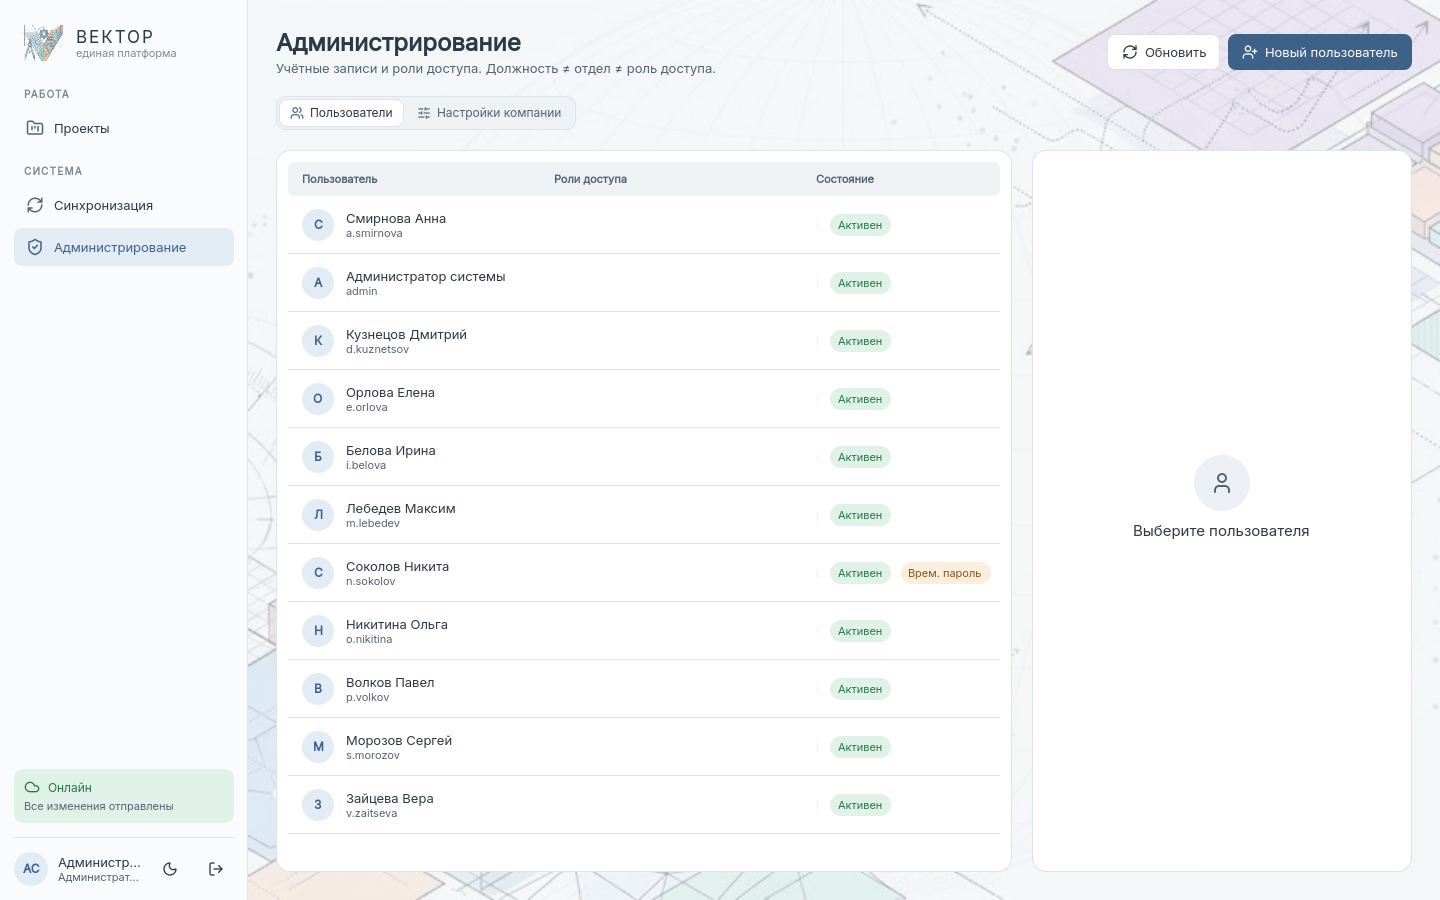 ВЕКТОР
единая платформа
РАБОТА
Проекты
СИСТЕМА
Синхронизация
Администрирование
Онлайн
Все изменения отправлены
АС
Администр...
Администрат...
Администрирование
Учётные записи и роли доступа. Должность ≠ отдел ≠ роль доступа.
Обновить
Новый пользователь
Пользователи
Настройки компании
Пользователь Роли доступа Состояние
С Смирнова Анна Активен
a.smirnova
А Администратор системы Активен
admin
К Кузнецов Дмитрий Активен
d.kuznetsov
О Орлова Елена Активен
e.orlova
Б Белова Ирина Активен
i.belova
Л Лебедев Максим Активен
m.lebedev
С Соколов Никита Активен Врем. пароль
n.sokolov
Н Никитина Ольга Активен
o.nikitina
В Волков Павел Активен
p.volkov
М Морозов Сергей Активен
s.morozov
З Зайцева Вера Активен
v.zaitseva
Выберите пользователя